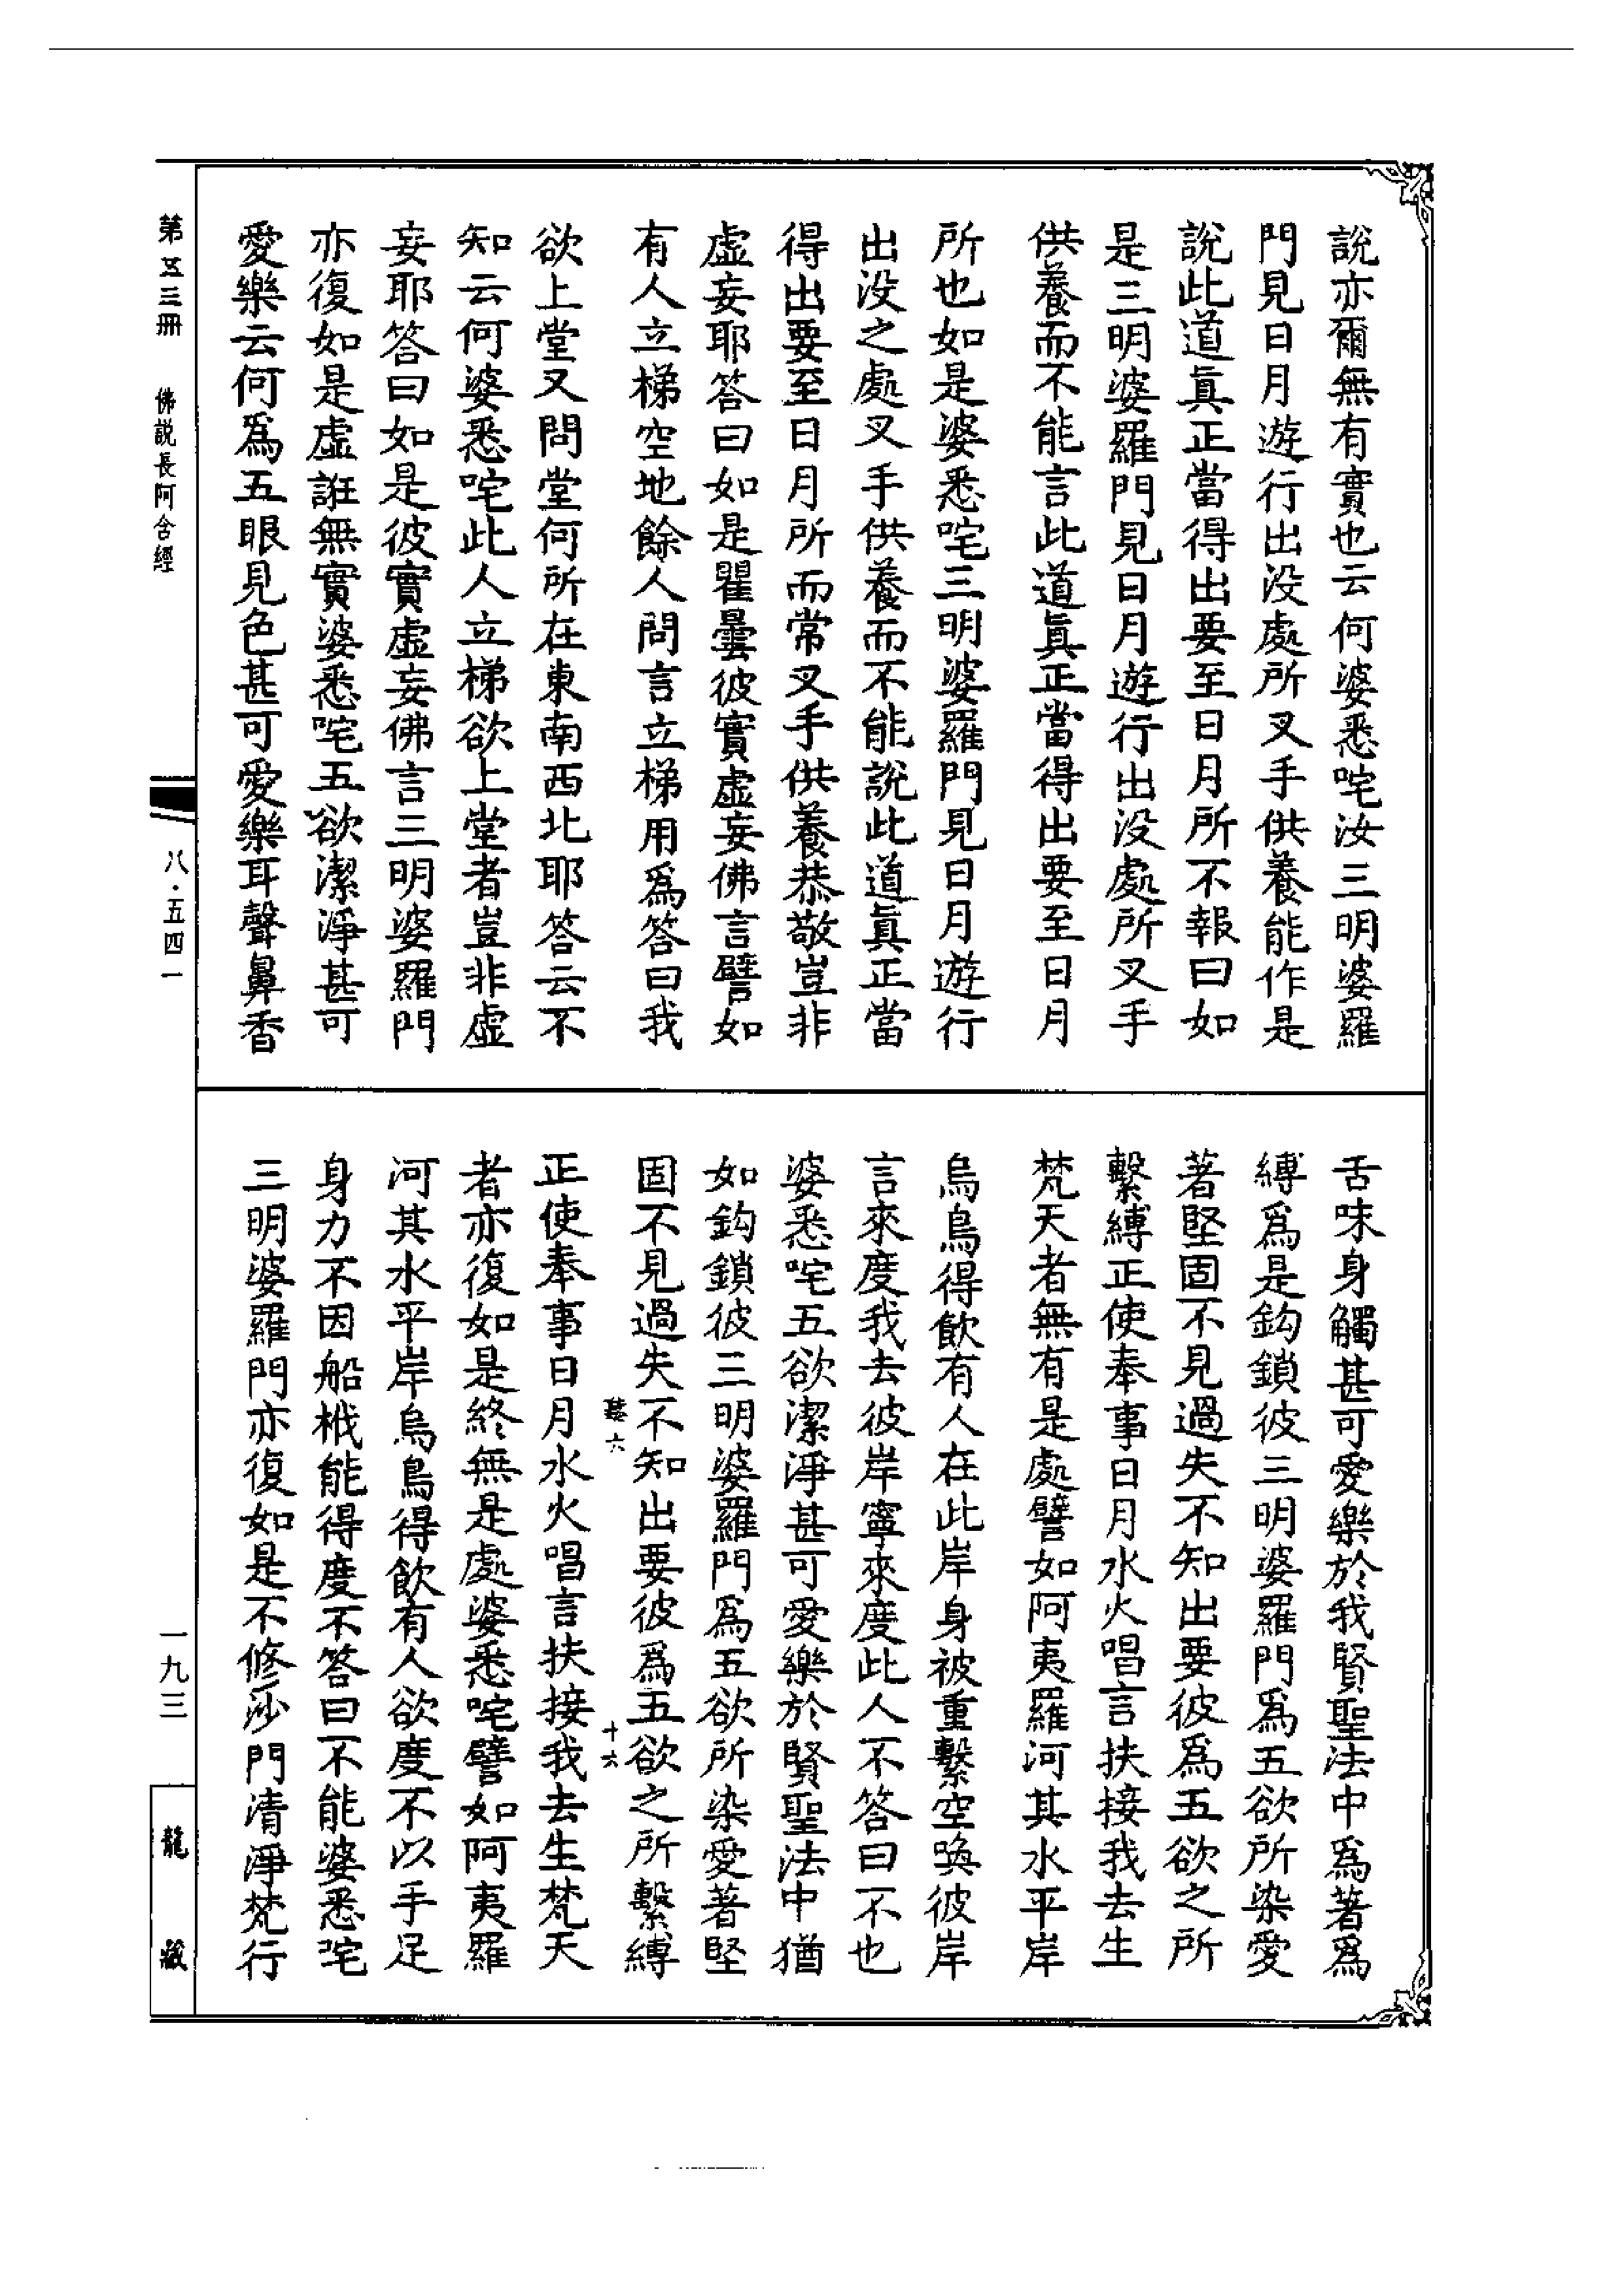 說亦爾無有實也云何婆悉咤汝三明婆羅
門見日月遊行出没處所叉手供養能作是
說此道眞正當得出要至日月所不報曰如
是三明婆羅門見日月遊行出没處所叉手
供養而不能言此道眞正當得出要至日月
所也如是婆悉咤三明婆羅門見日月遊行
出没之處叉手供養而不能說此道眞正當
得出要至日月所而常叉手供養恭敬豈非
虛妄耶答曰如是瞿曇彼實虛妄佛言譬如
有人立梯空地餘人問言立梯用爲答曰我
欲上堂又問堂何所在東南西北耶答云不
知云何婆悉咤此人立梯欲上堂者豈非虛
妄耶答曰如是彼實虛妄佛言三明婆羅門
亦復如是虛誑無實婆悉咤五欲潔淨甚可
愛樂云何爲五眼見色甚可愛樂耳聲鼻香
舌味身觸甚可愛樂於我賢聖法中爲著爲
縛爲是鈎鎖彼三明婆羅門爲五欲所染愛
著堅固不見過失不知出要彼爲五欲之所
繫縛正使奉事日月水火唱言扶接我去生
梵天者無有是處譬如阿夷羅河其水平岸
烏鳥得飲有人在此岸身被重繫空喚彼岸
言來度我去彼岸寧來度此人不答曰不也
婆悉咤五欲潔淨甚可愛樂於賢聖法中猶
如鈎鎖彼三明婆羅門爲五欲所染愛著堅
固不見過失不知出要彼爲五欲之所繫縛
聽六 十六
正使奉事日月水火唱言扶接我去生梵天
者亦復如是終無是處婆悉咤譬如阿夷羅
河其水平岸烏鳥得飲有人欲度不以手足
身力不因船栰能得度不答曰不能婆悉咤
三明婆羅門亦復如是不修沙門清淨梵行
第五三冊 佛説長阿含經
八·五四一
一九三
龍藏